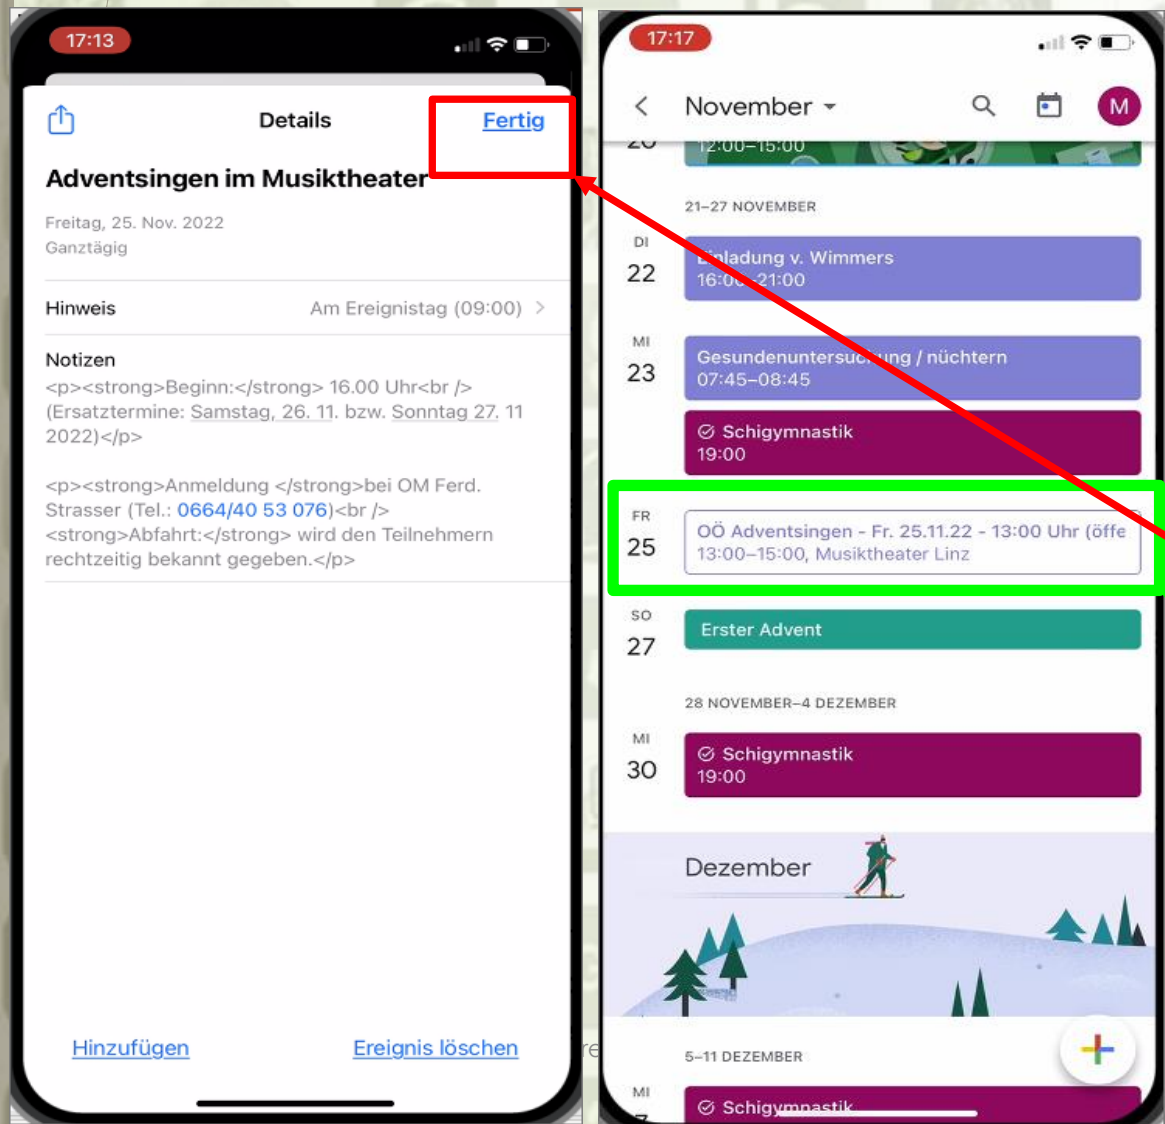 17:13
Details
Fertig
Adventsingen im Musiktheater
Freitag, 25. Nov. 2022
Ganztägig
Hinweis
Am Ereignistag (09:00)
Notizen
<p><strong>Beginn:</strong> 16.00 Uhr<br />
(Ersatztermine: Samstag, 26. 11. bzw. Sonntag 27. 11
2022)</p>
<p><strong>Anmeldung </strong>bei OM Ferd.
Strasser (Tel.: 0664/40 53 076)<br />
<strong>Abfahrt:</strong> wird den Teilnehmern
rechtzeitig bekannt gegeben.</p>
Hinzufügen
Ereignis löschen
re
17:17
November
M
12:00–15:00
21–27 NOVEMBER
DI
22
Einladung v. Wimmers
16:00–21:00
MI
23
Gesundenuntersuchung / nüchtern
07:45–08:45
Schigymnastik
19:00
FR
25
OÖ Adventsingen - Fr. 25.11.22 - 13:00 Uhr (öffe
13:00–15:00, Musiktheater Linz
SO
27
Erster Advent
28 NOVEMBER–4 DEZEMBER
MI
30
Schigymnastik
19:00
Dezember
5–11 DEZEMBER
MI
Schigymnastik